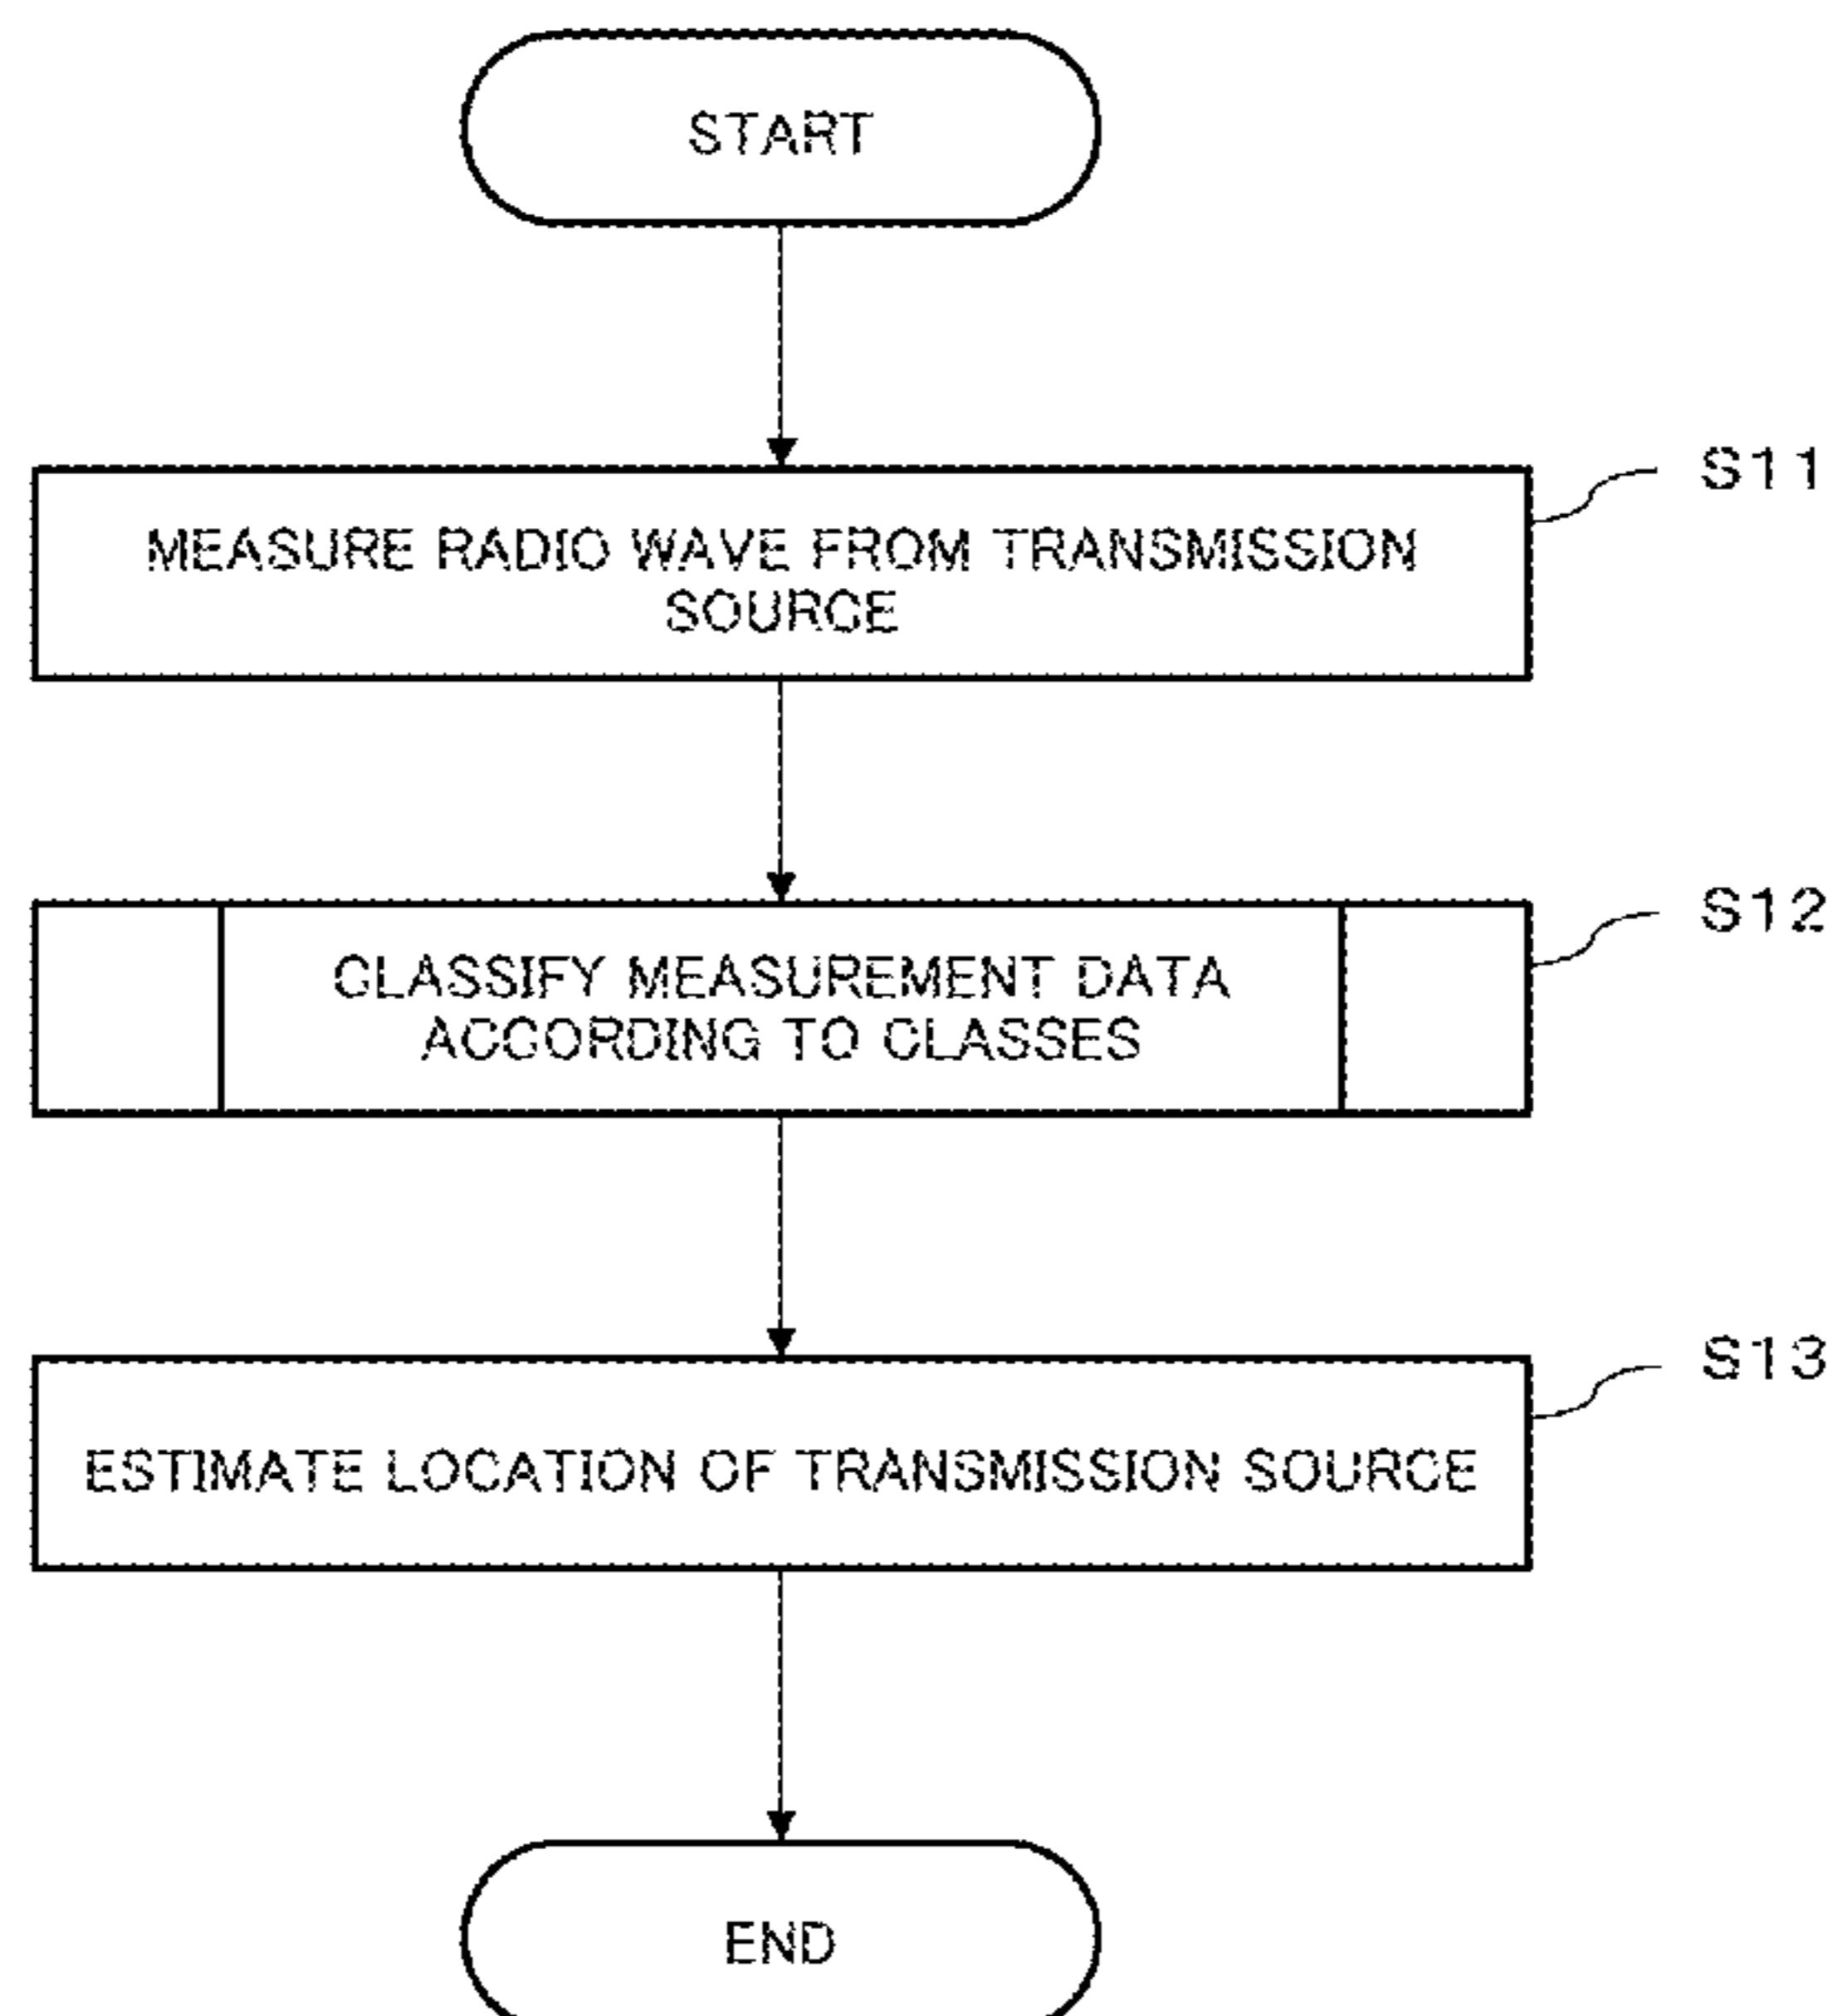 START
S11
MEASURE RADIO WAVE FROM TRANSMISSION
SOURCE
S12
CLASSIFY MEASUREMENT DATA
ACCORDING TO CLASSES
S13
ESTIMATE LOCATION OF TRANSMISSION SOURCE
END